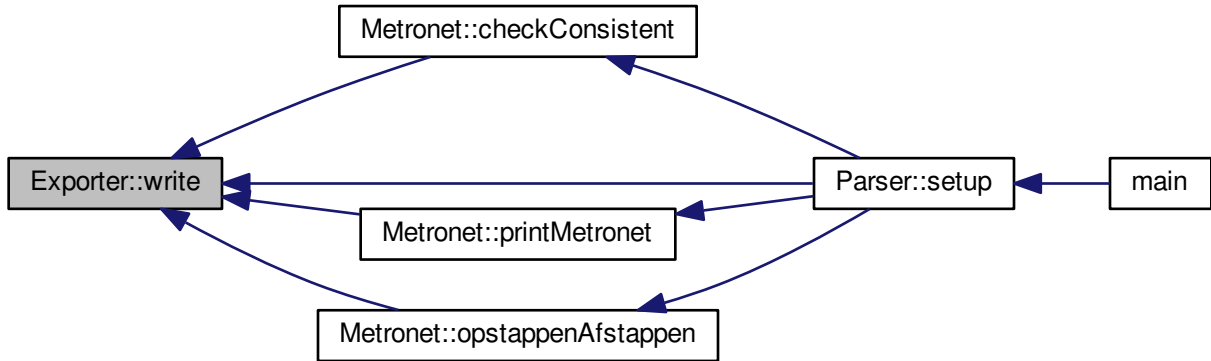 Metronet::checkConsistent
Exporter::write
Parser::setup
main
Metronet::printMetronet
Metronet::opstappenAfstappen